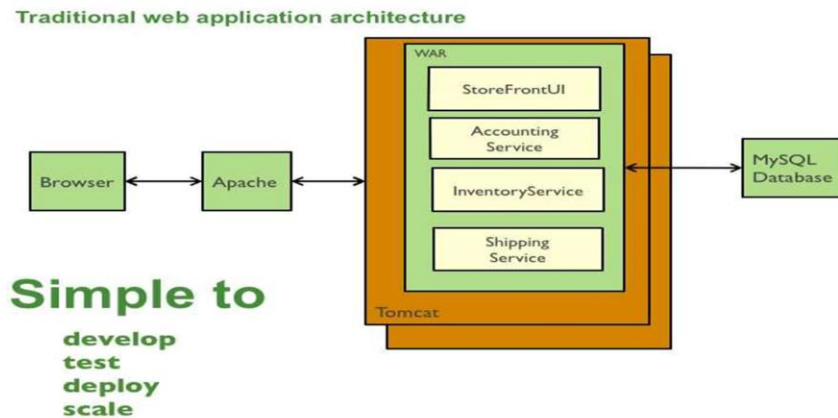 Traditional web application architecture
WAR
StoreFrontUI
Accounting
Service
InventoryService
Shipping
Service
Tomcat
Browser
Apache
MySQL
Database
Simple to
develop
test
deploy
scale